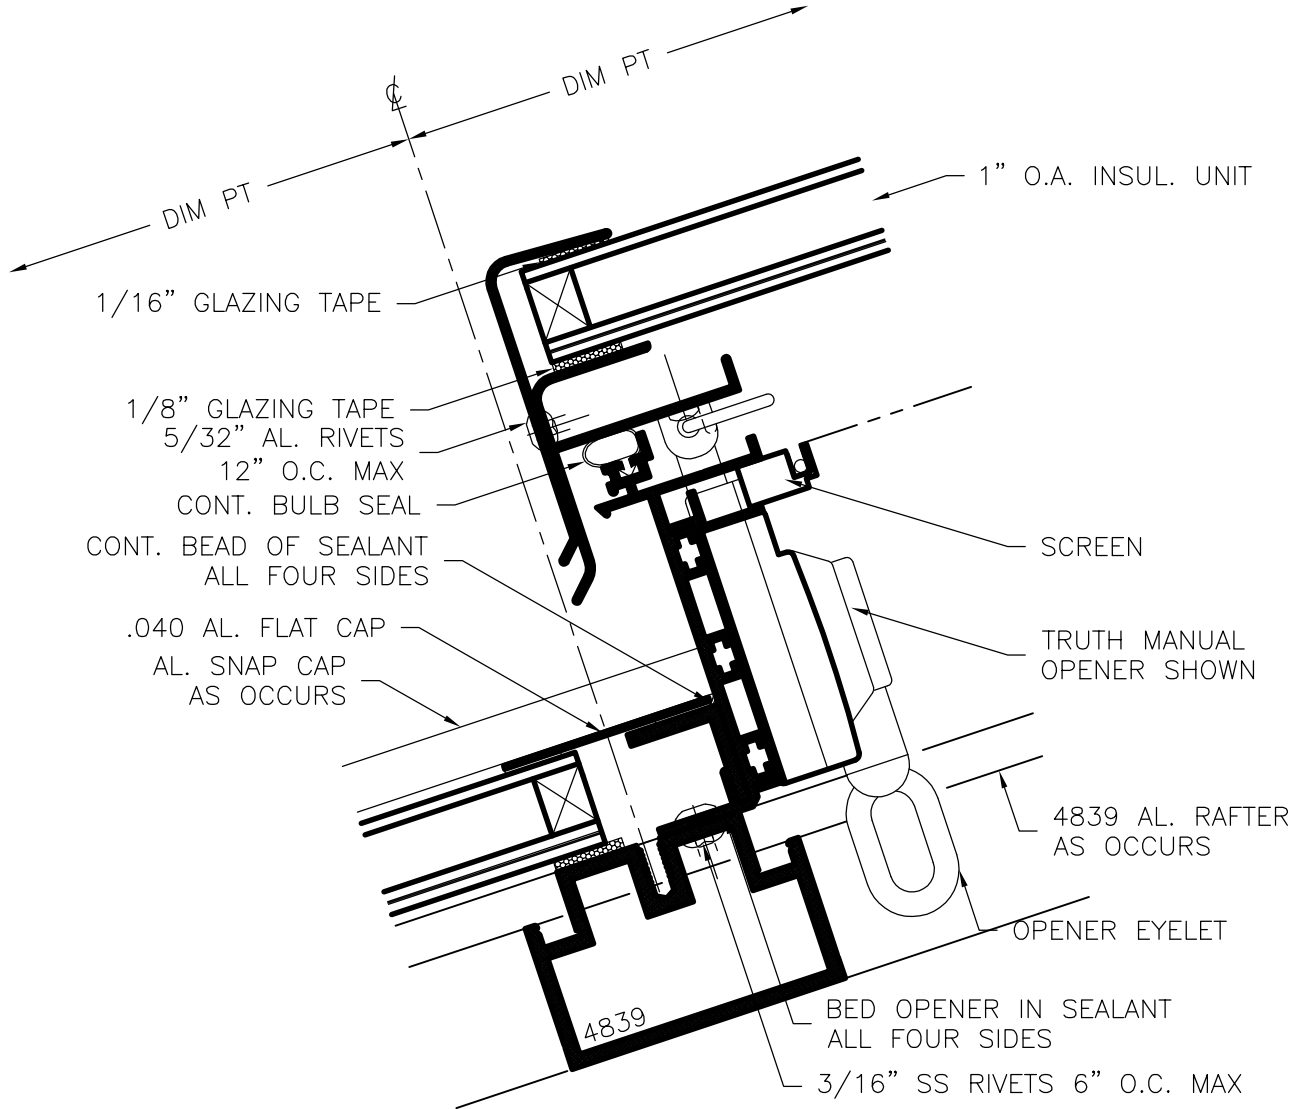 DIM PT
℄
DIM PT
1" O.A. INSUL. UNIT
1/16" GLAZING TAPE
1/8" GLAZING TAPE
5/32" AL. RIVETS
12" O.C. MAX
CONT. BULB SEAL
CONT. BEAD OF SEALANT
ALL FOUR SIDES
.040 AL. FLAT CAP
AL. SNAP CAP
AS OCCURS
SCREEN
TRUTH MANUAL
OPENER SHOWN
4839 AL. RAFTER
AS OCCURS
OPENER EYELET
4839
BED OPENER IN SEALANT
ALL FOUR SIDES
3/16" SS RIVETS 6" O.C. MAX